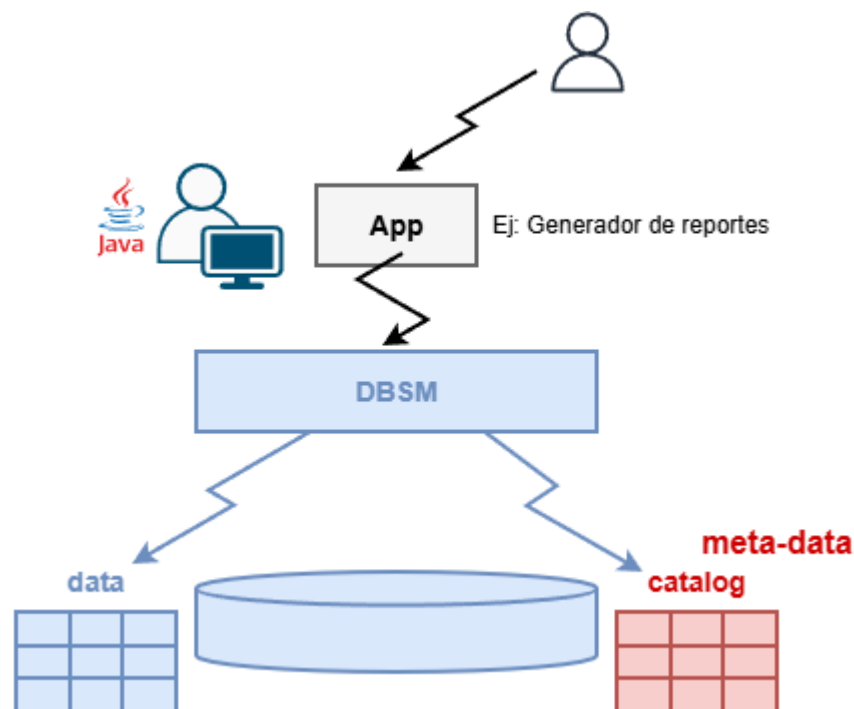 Java
App
Ej: Generador de reportes
DBSM
meta-data
data
catalog